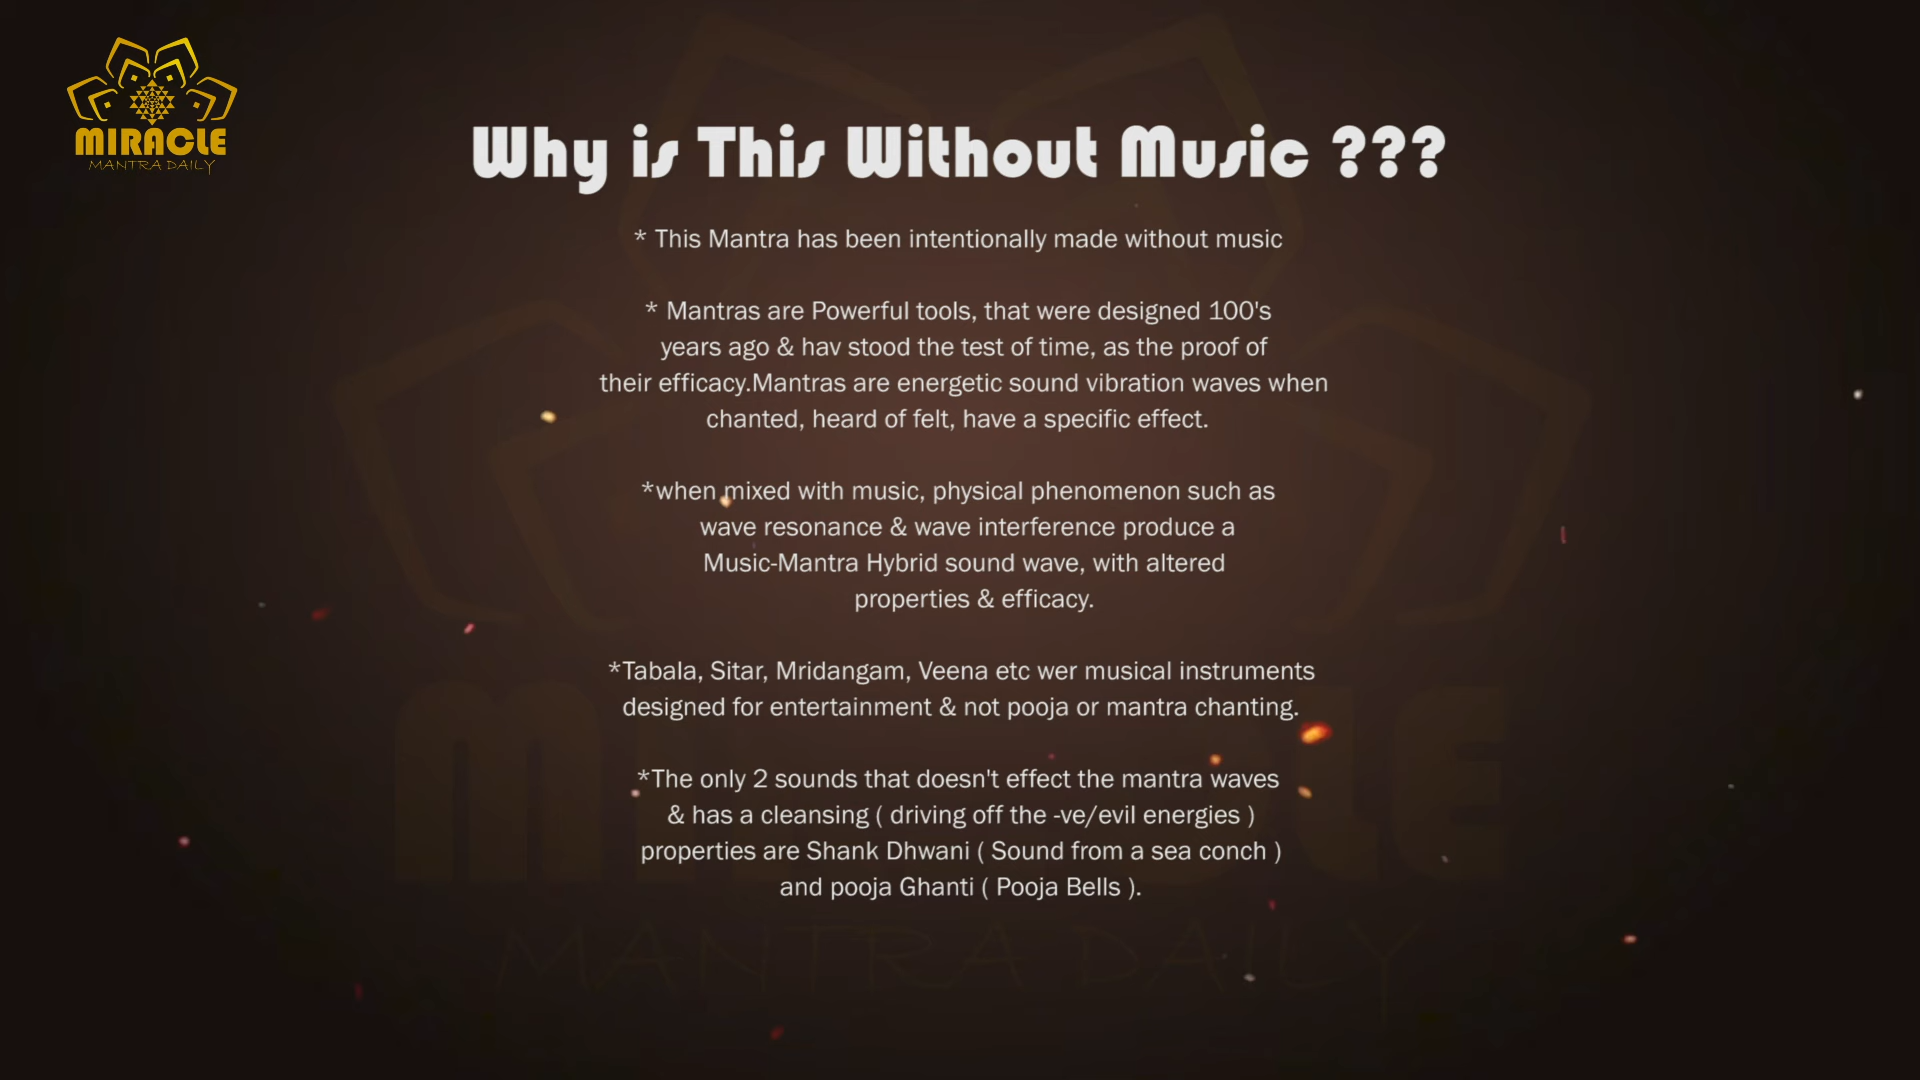 MIRACLE
MANTRA DAILY
Why is This Without Music ???
* This Mantra has been intentionally made without music
* Mantras are Powerful tools, that were designed 100's
years ago & hav stood the test of time, as the proof of
their efficacy.Mantras are energetic sound vibration waves when
chanted, heard of felt, have a specific effect.
*when mixed with music, physical phenomenon such as
wave resonance & wave interference produce a
Music-Mantra Hybrid sound wave, with altered
properties & efficacy.
*Tabala, Sitar, Mridangam, Veena etc wer musical instruments
designed for entertainment & not pooja or mantra chanting.
*The only 2 sounds that doesn't effect the mantra waves
& has a cleansing ( driving off the -ve/evil energies )
properties are Shank Dhwani ( Sound from a sea conch )
and pooja Ghanti ( Pooja Bells ).
MIRACLE
MANTRA DAILY